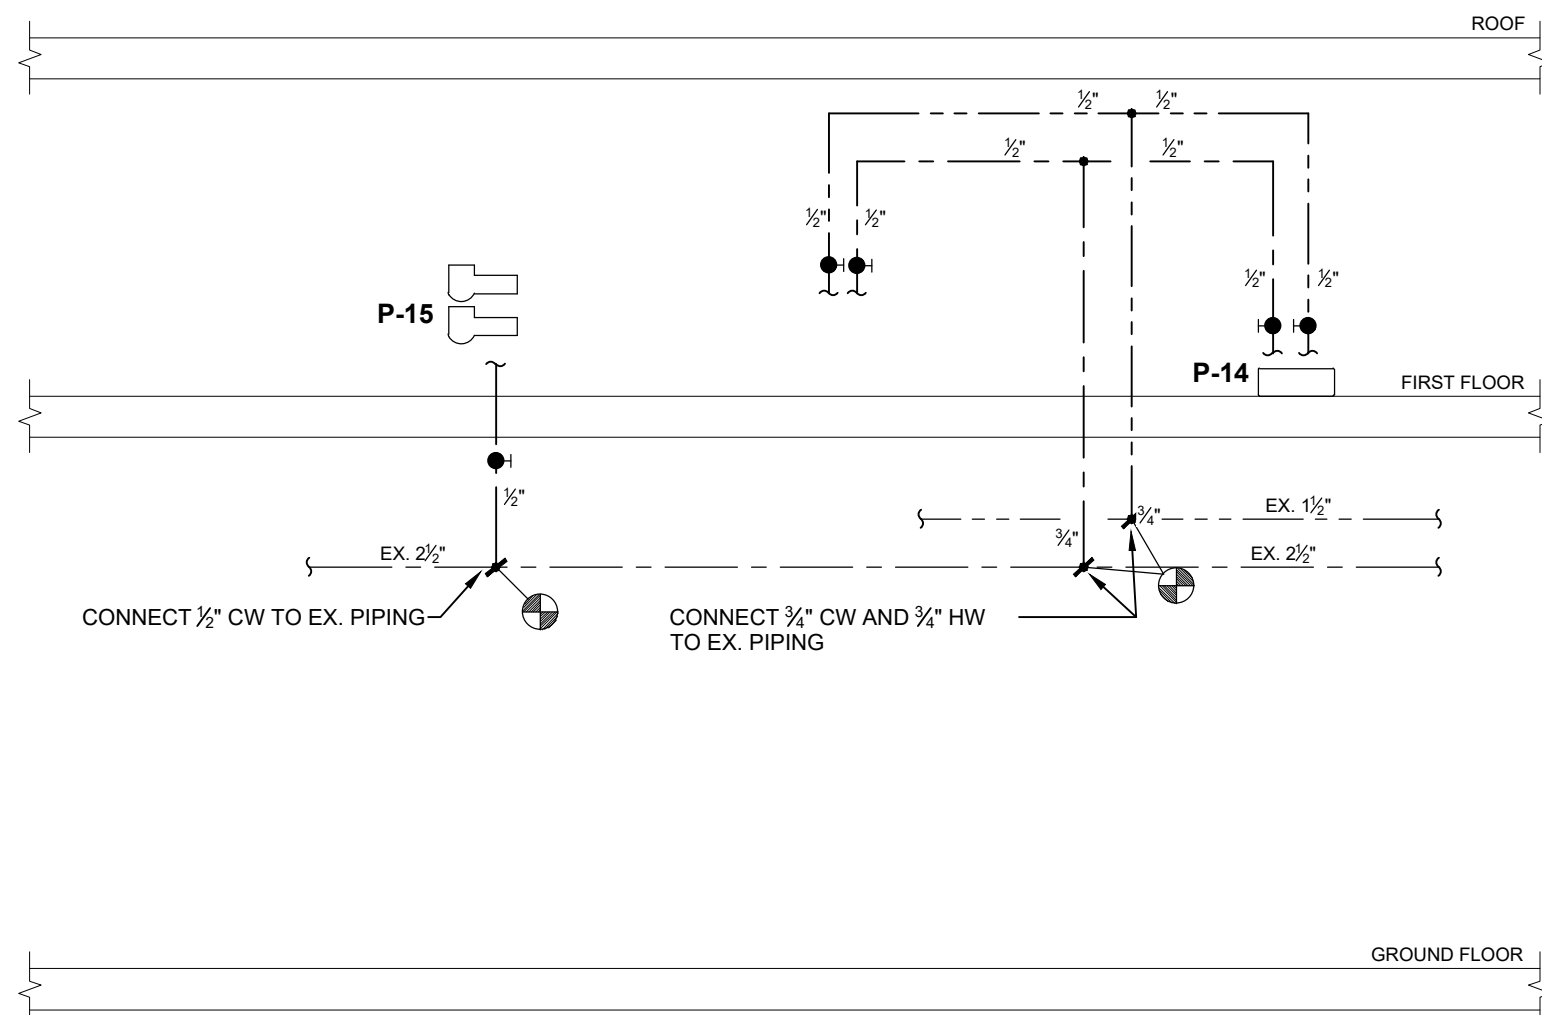 ROOF
½" ½"
½" ½"
½" ½"
½" ½"
P-15
P-14
FIRST FLOOR
½"
EX. 1½"
¾"
¾"
EX. 2½" EX. 2½"
CONNECT ½" CW TO EX. PIPING
CONNECT ¾" CW AND ¾" HW
TO EX. PIPING
GROUND FLOOR